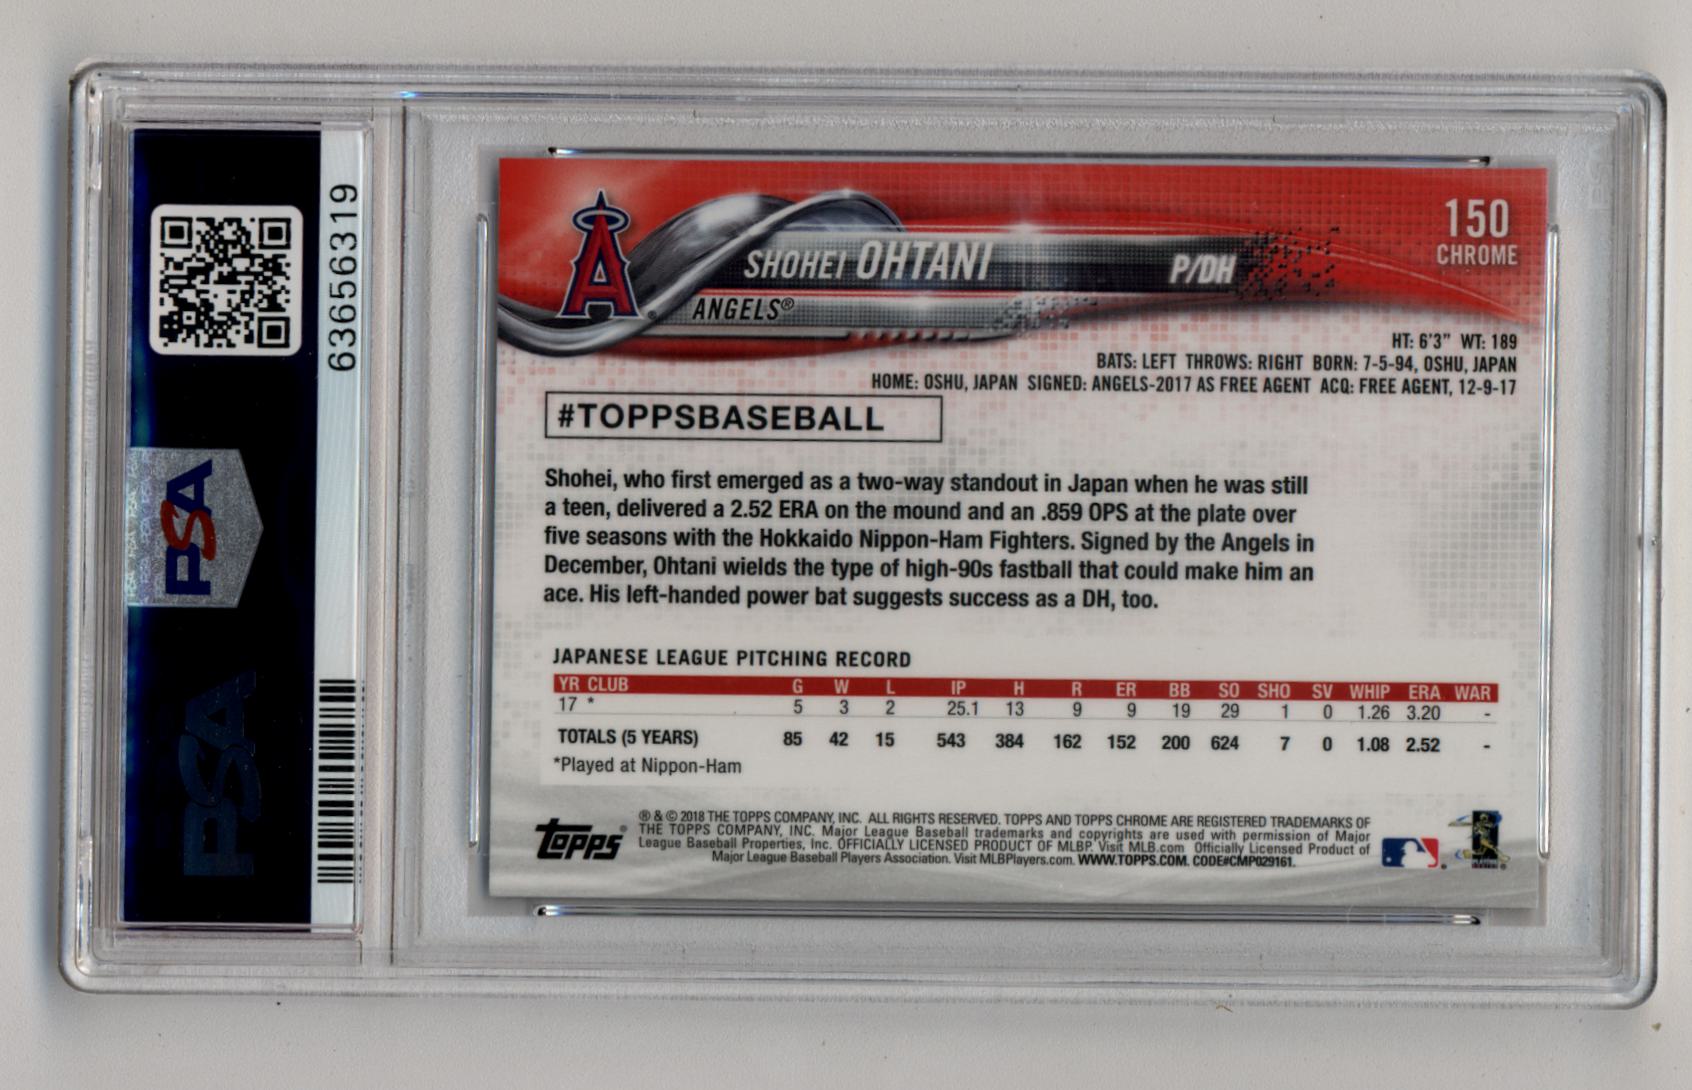 63656319
PSA
PSA
150
CHROME
SHOHEI OHTANI P/DH
ANGELS®
HT: 6'3" WT: 189
BATS: LEFT THROWS: RIGHT BORN: 7-5-94, OSHU, JAPAN
HOME: OSHU, JAPAN SIGNED: ANGELS-2017 AS FREE AGENT ACQ: FREE AGENT, 12-9-17
#TOPPSBASEBALL
Shohei, who first emerged as a two-way standout in Japan when he was still
a teen, delivered a 2.52 ERA on the mound and an .859 OPS at the plate over
five seasons with the Hokkaido Nippon-Ham Fighters. Signed by the Angels in
December, Ohtani wields the type of high-90s fastball that could make him an
ace. His left-handed power bat suggests success as a DH, too.
JAPANESE LEAGUE PITCHING RECORD
YR CLUB G W L IP H R ER BB SO SHO SV WHIP ERA WAR
17 * 5 3 2 25.1 13 9 9 19 29 1 0 1.26 3.20 -
TOTALS (5 YEARS) 85 42 15 543 384 162 152 200 624 7 0 1.08 2.52 -
*Played at Nippon-Ham
topps®
® & © 2018 THE TOPPS COMPANY, INC. ALL RIGHTS RESERVED. TOPPS AND TOPPS CHROME ARE REGISTERED TRADEMARKS OF
THE TOPPS COMPANY, INC. Major League Baseball trademarks and copyrights are used with permission of Major
League Baseball Properties, Inc. OFFICIALLY LICENSED PRODUCT OF MLBP. Visit MLB.com Officially Licensed Product of
Major League Baseball Players Association. Visit MLBPlayers.com. WWW.TOPPS.COM. CODE#CMP029161.